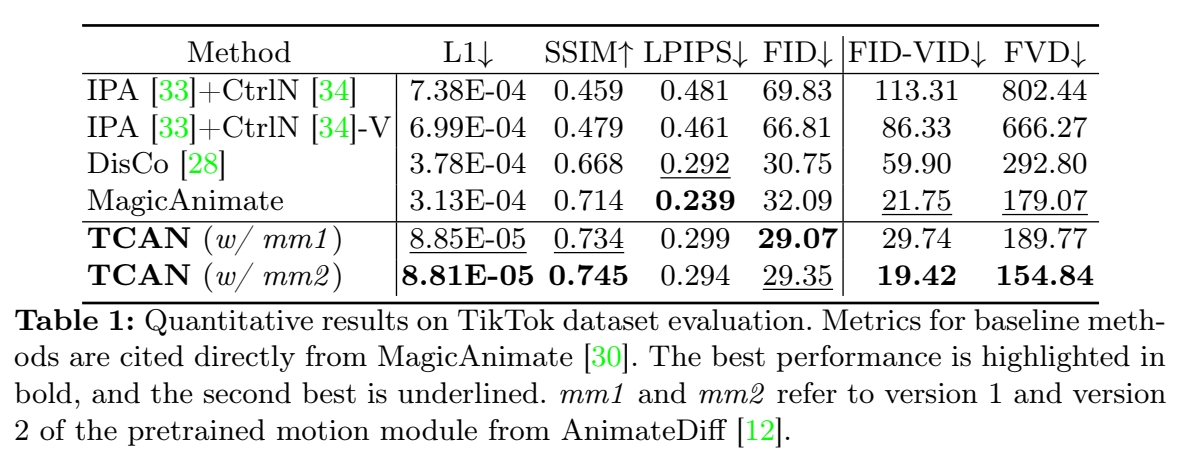 Method L1↓ SSIM↑ LPIPS↓ FID↓ FID-VID↓ FVD↓
IPA [33]+CtrlN [34] 7.38E-04 0.459 0.481 69.83 113.31 802.44
IPA [33]+CtrlN [34]-V 6.99E-04 0.479 0.461 66.81 86.33 666.27
DisCo [28] 3.78E-04 0.668 0.292 30.75 59.90 292.80
MagicAnimate 3.13E-04 0.714 0.239 32.09 21.75 179.07
TCAN (w/ mm1) 8.85E-05 0.734 0.299 29.07 29.74 189.77
TCAN (w/ mm2) 8.81E-05 0.745 0.294 29.35 19.42 154.84
Table 1: Quantitative results on TikTok dataset evaluation. Metrics for baseline meth-
ods are cited directly from MagicAnimate [30]. The best performance is highlighted in
bold, and the second best is underlined. mm1 and mm2 refer to version 1 and version
2 of the pretrained motion module from AnimateDiff [12].